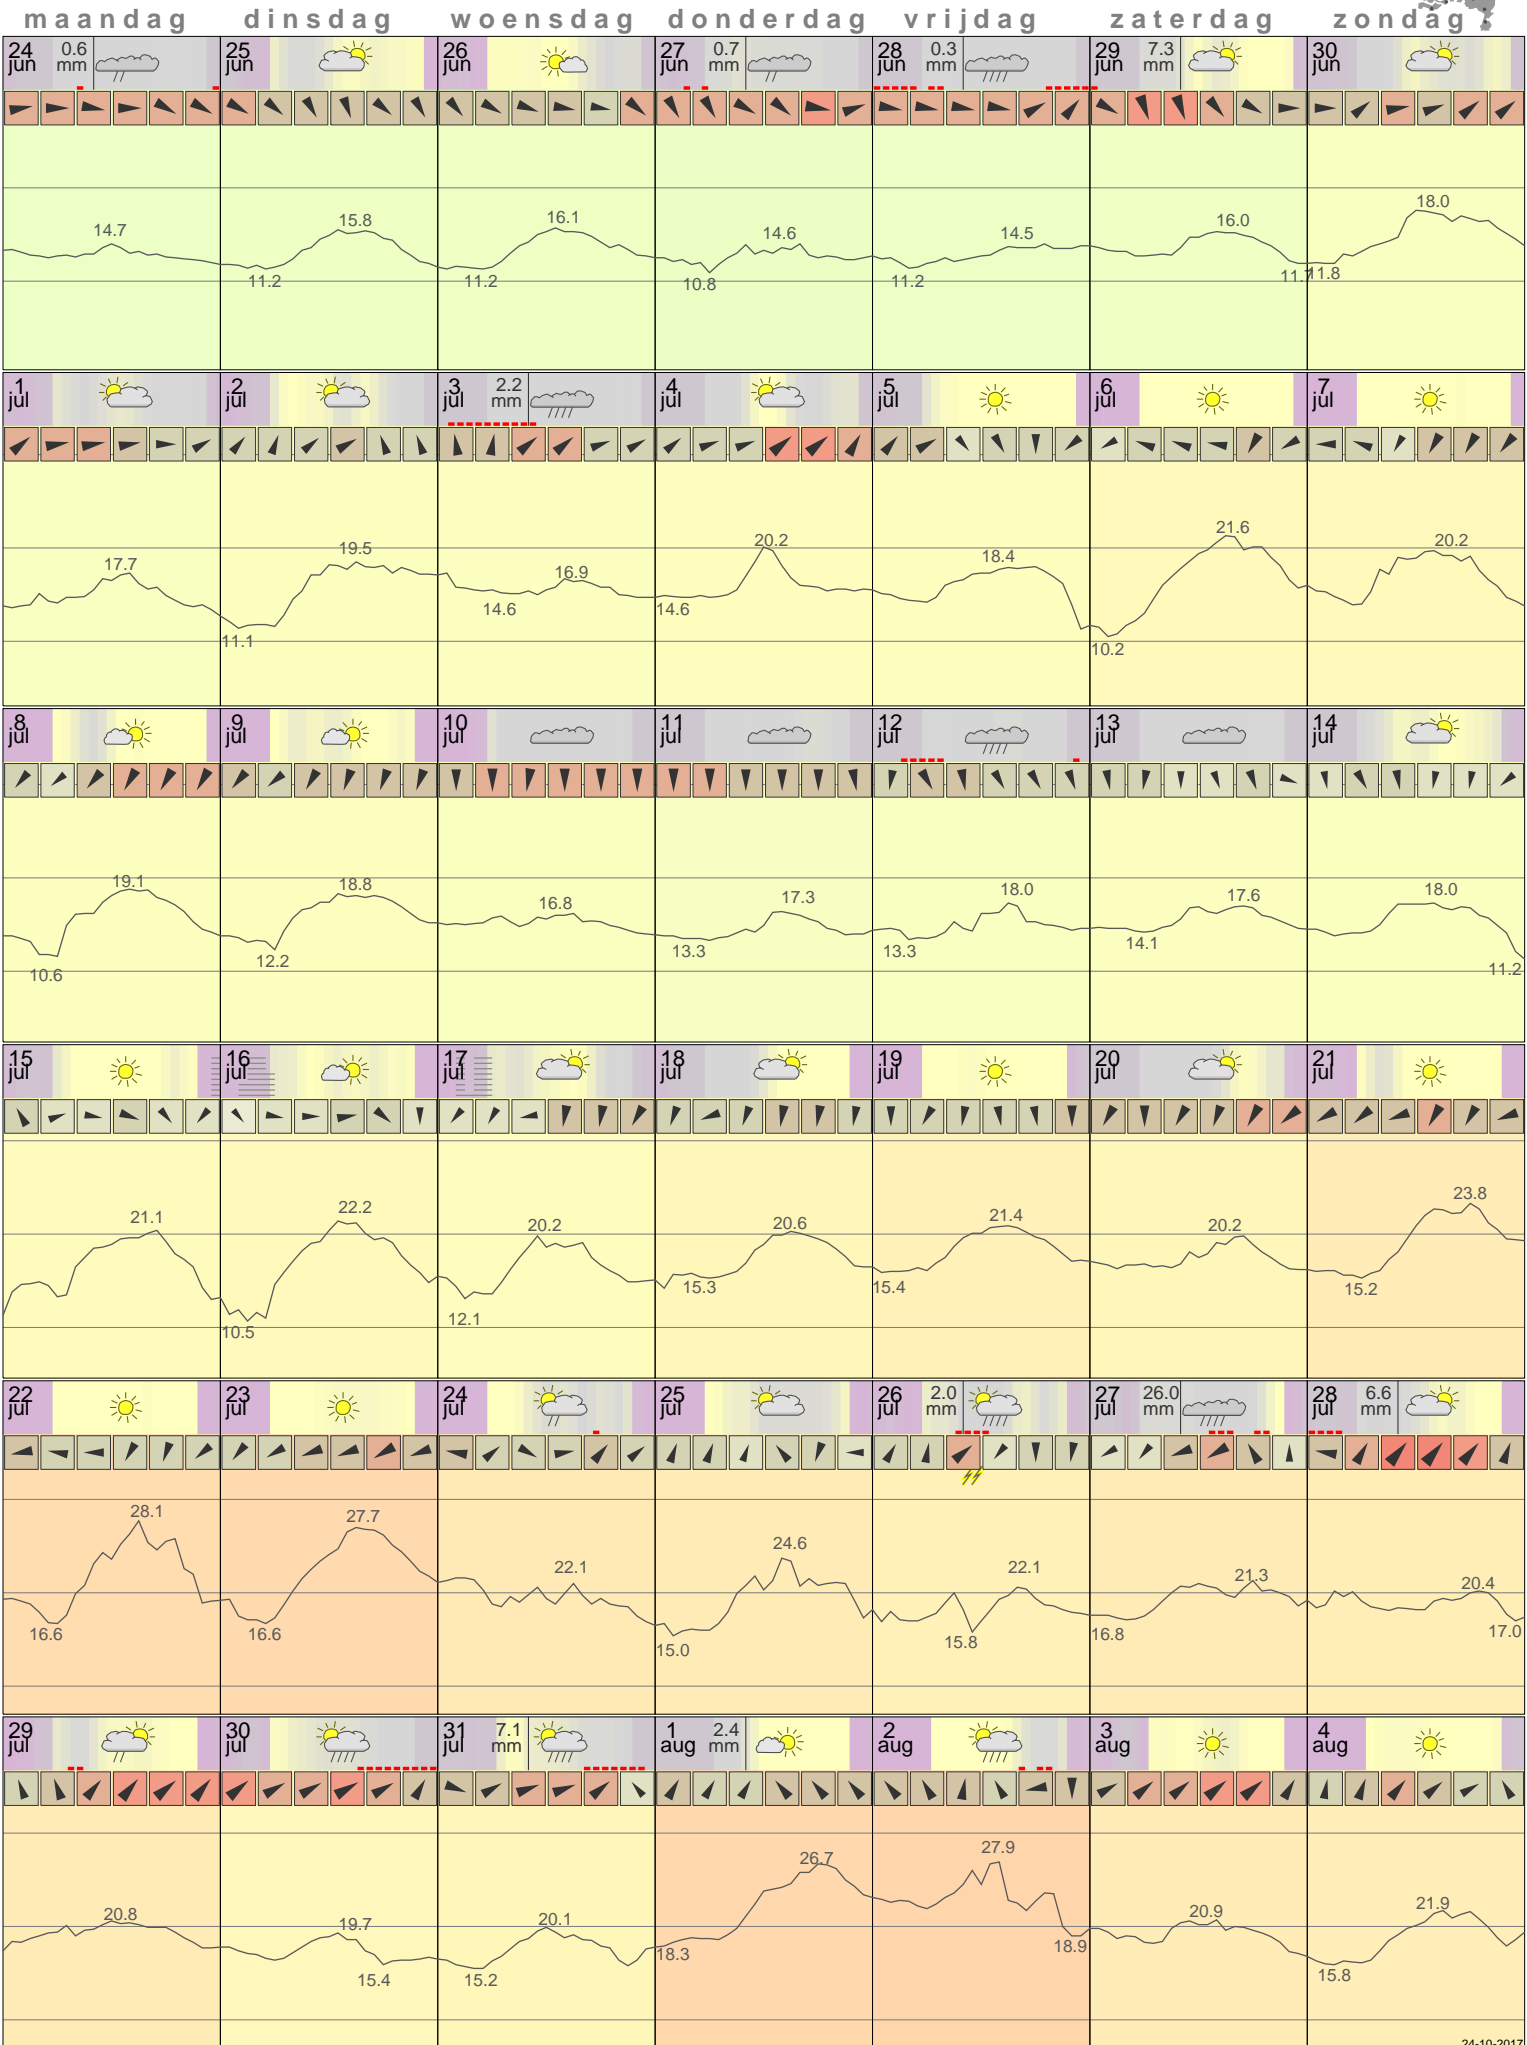 maandag dinsdag woensdag donderdag vrijdag zaterdag zondag
24 jun 0.6 mm 25 jun 26 jun 27 jun 0.7 mm 28 jun 0.3 mm 29 jun 7.3 mm 30 jun
14.7 15.8 16.1 14.6 14.5 16.0 18.0
11.2 11.2 10.8 11.2 11.7 11.8
1 jul 2 jul 3 jul 2.2 mm 4 jul 5 jul 6 jul 7 jul
17.7 19.5 16.9 20.2 18.4 21.6 20.2
11.1 14.6 14.6 10.2
8 jul 9 jul 10 jul 11 jul 12 jul 13 jul 14 jul
19.1 18.8 16.8 17.3 18.0 17.6 18.0
10.6 12.2 13.3 13.3 14.1 11.2
15 jul 16 jul 17 jul 18 jul 19 jul 20 jul 21 jul
21.1 22.2 20.2 20.6 21.4 20.2 23.8
10.5 12.1 15.3 15.4 15.2
22 jul 23 jul 24 jul 25 jul 26 jul 2.0 mm 27 jul 26.0 mm 28 jul 6.6 mm
28.1 27.7 22.1 24.6 22.1 21.3 20.4
16.6 16.6 15.0 15.8 16.8 17.0
29 jul 30 jul 31 jul 7.1 mm 1 aug 2.4 mm 2 aug 3 aug 4 aug
20.8 19.7 20.1 26.7 27.9 20.9 21.9
15.4 15.2 18.3 18.9 15.8
24-10-2017